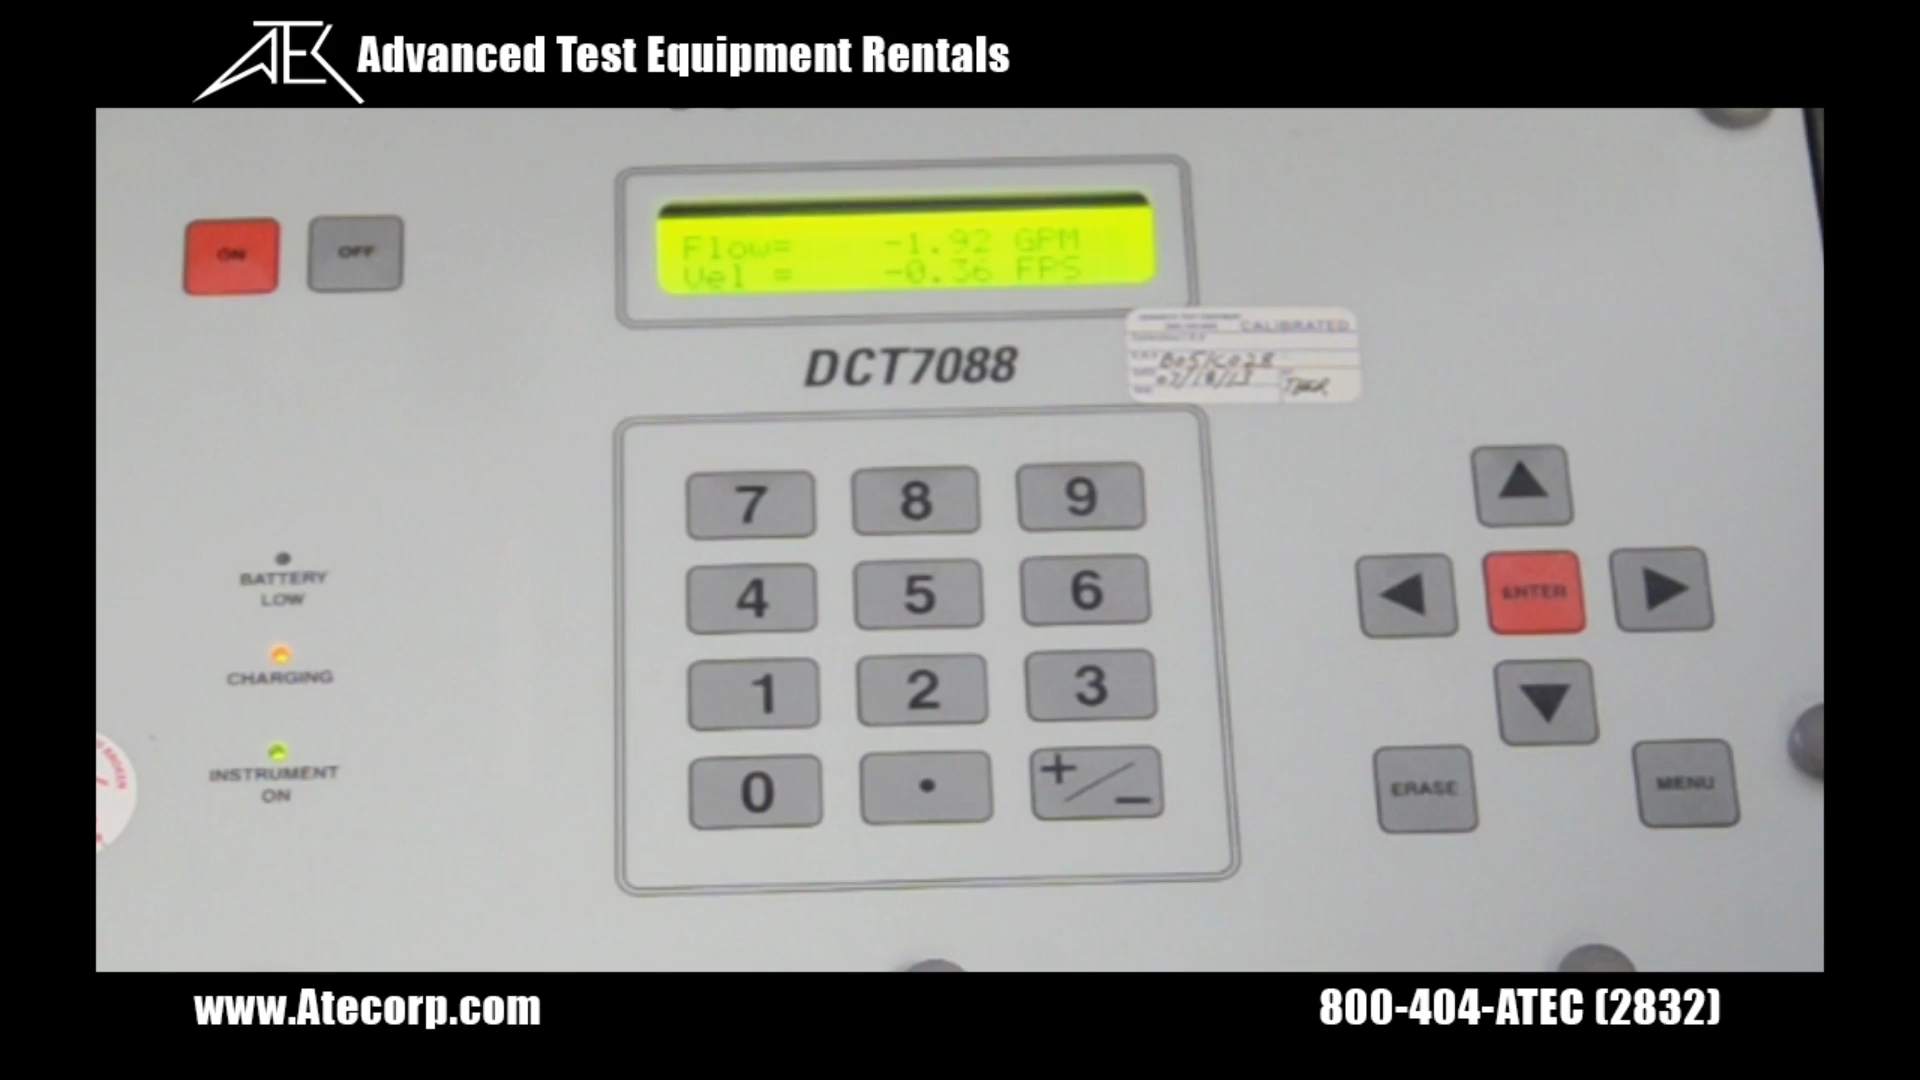 ATEC Advanced Test Equipment Rentals
ON OFF
Flow= -1.92 GPM
Vel = -0.36 FPS
DCT7088
CALIBRATED
7 8 9
4 5 6
1 2 3
0 . +/-
BATTERY
LOW
CHARGING
INSTRUMENT
ON
ENTER
ERASE MENU
www.Atecorp.com
800-404-ATEC (2832)